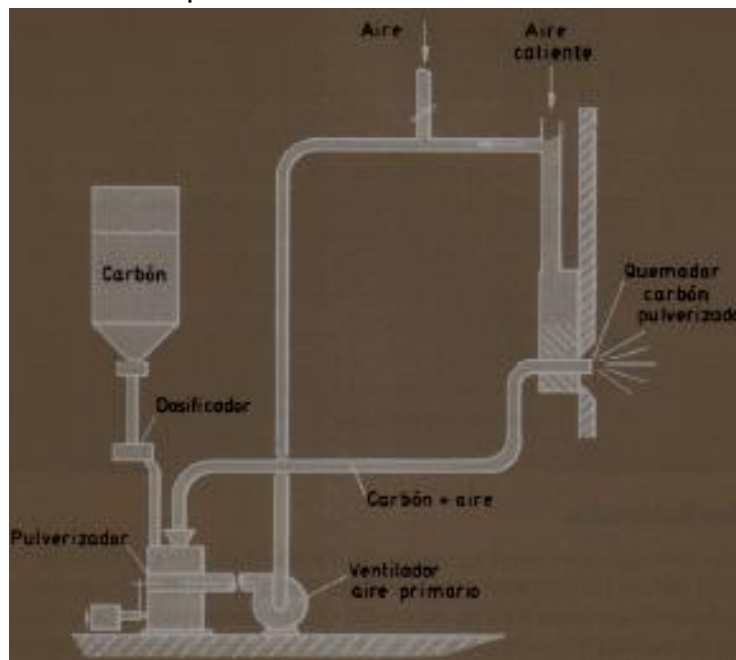 Aire
Aire
caliente
Carbón
Quemador
carbón
pulverizado
Dosificador
Carbón + aire
Pulverizador
Ventilador
aire primario